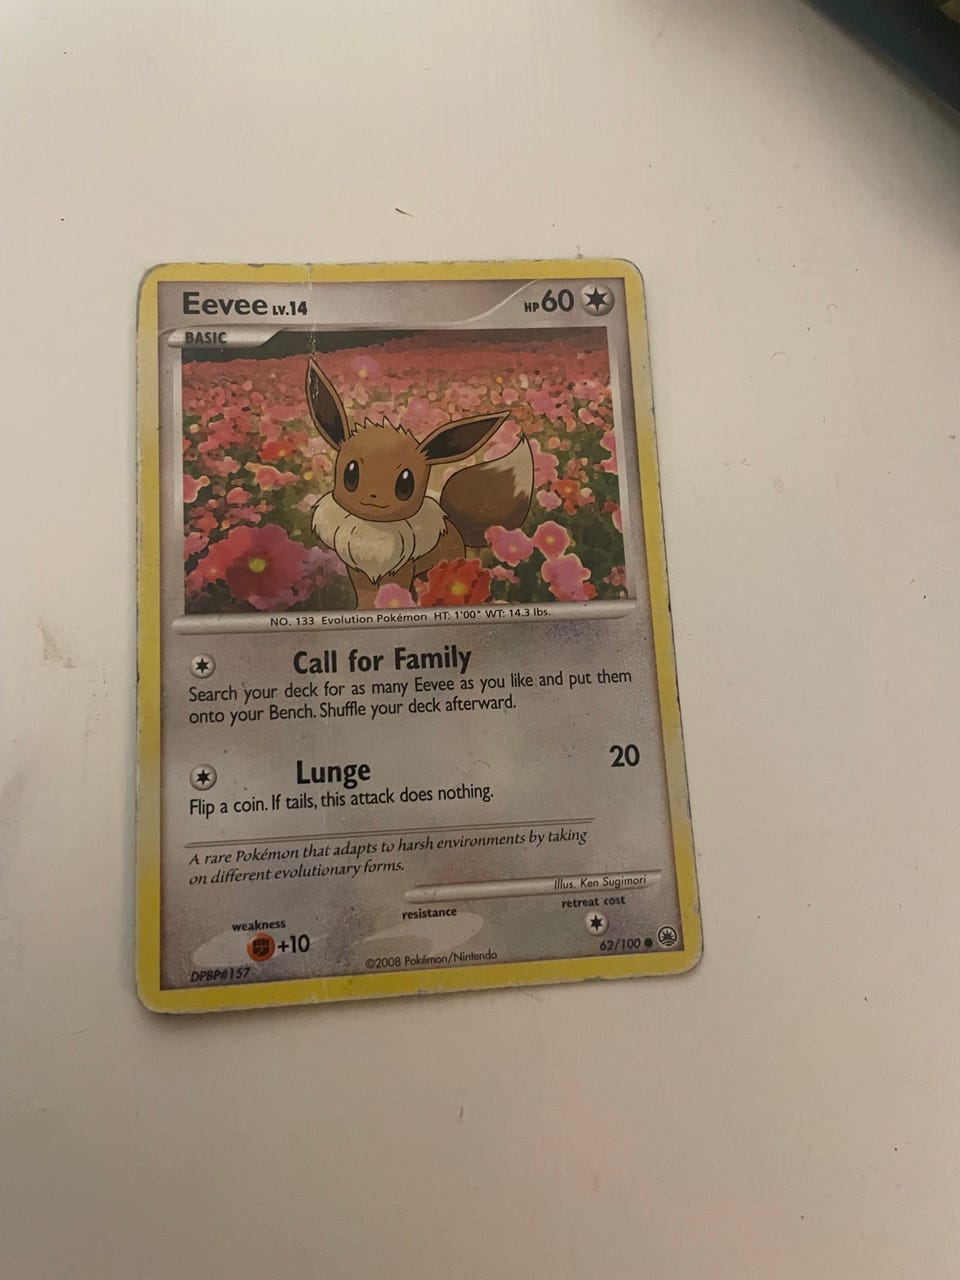 Eevee LV.14 HP 60
BASIC
NO. 133 Evolution Pokémon HT: 1'00" WT: 14.3 lbs.
Call for Family
Search your deck for as many Eevee as you like and put them
onto your Bench. Shuffle your deck afterward.
Lunge 20
Flip a coin. If tails, this attack does nothing.
A rare Pokémon that adapts to harsh environments by taking
on different evolutionary forms.
Illus. Ken Sugimori
weakness resistance retreat cost
+10
62/100
DPBP#157 ©2008 Pokémon/Nintendo